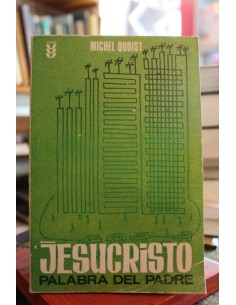 MICHEL QUOIST
JESUCRISTO
PALABRA DEL PADRE